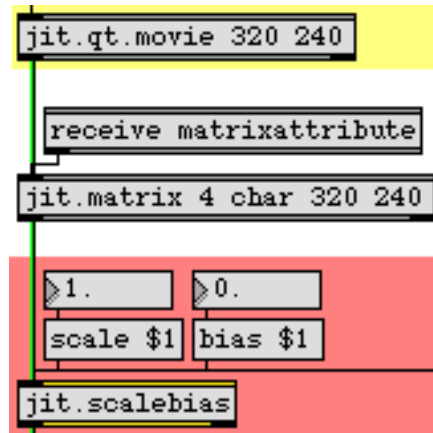 jit.qt.movie 320 240
receive matrixattribute
jit.matrix 4 char 320 240
1. 0.
scale $1 bias $1
jit.scalebias